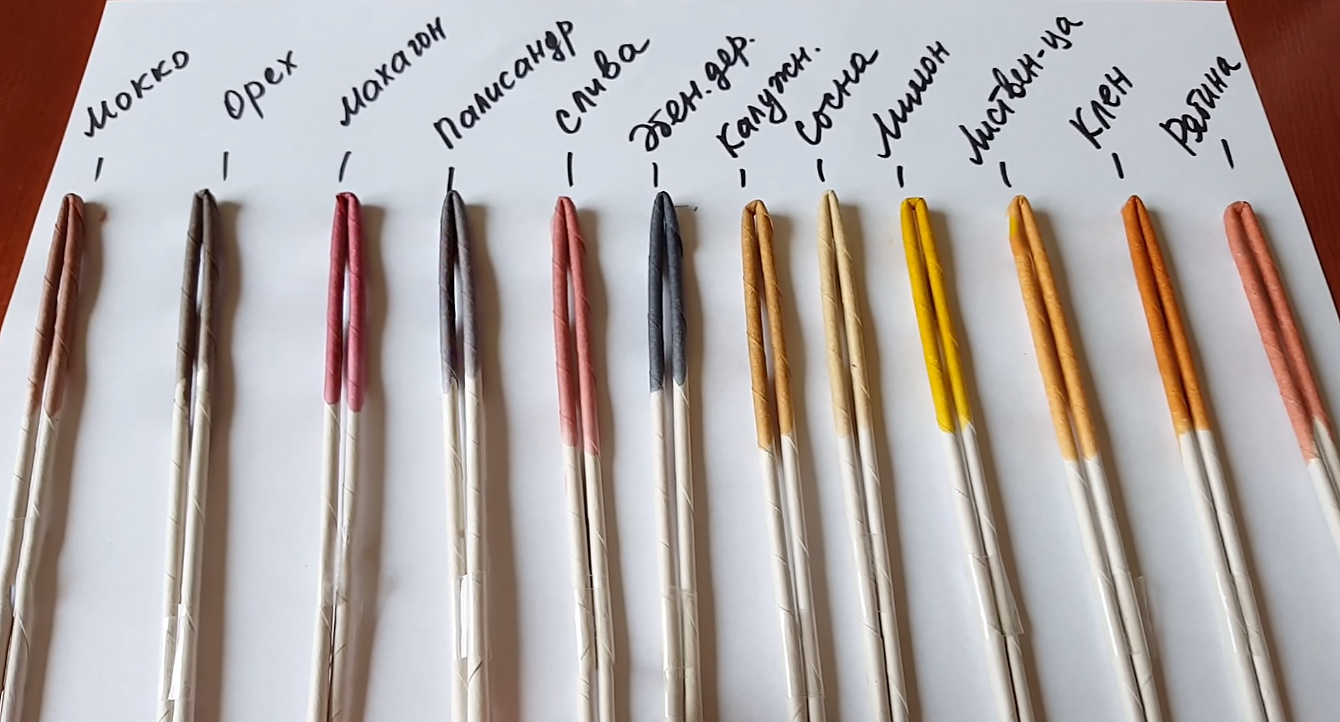 Мокко
Орех
Махагон
Палисандр
Слива
Эбен. дер.
Калужн.
Сосна
Лимон
Листвен-ца
Клен
Рябина